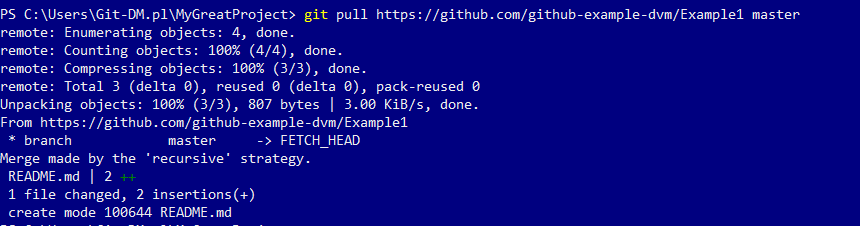 PS C:\Users\Git-DM.pl\MyGreatProject> git pull https://github.com/github-example-dvm/Example1 master
remote: Enumerating objects: 4, done.
remote: Counting objects: 100% (4/4), done.
remote: Compressing objects: 100% (3/3), done.
remote: Total 3 (delta 0), reused 0 (delta 0), pack-reused 0
Unpacking objects: 100% (3/3), 807 bytes | 3.00 KiB/s, done.
From https://github.com/github-example-dvm/Example1
 * branch            master     -> FETCH_HEAD
Merge made by the 'recursive' strategy.
 README.md | 2 ++
 1 file changed, 2 insertions(+)
 create mode 100644 README.md